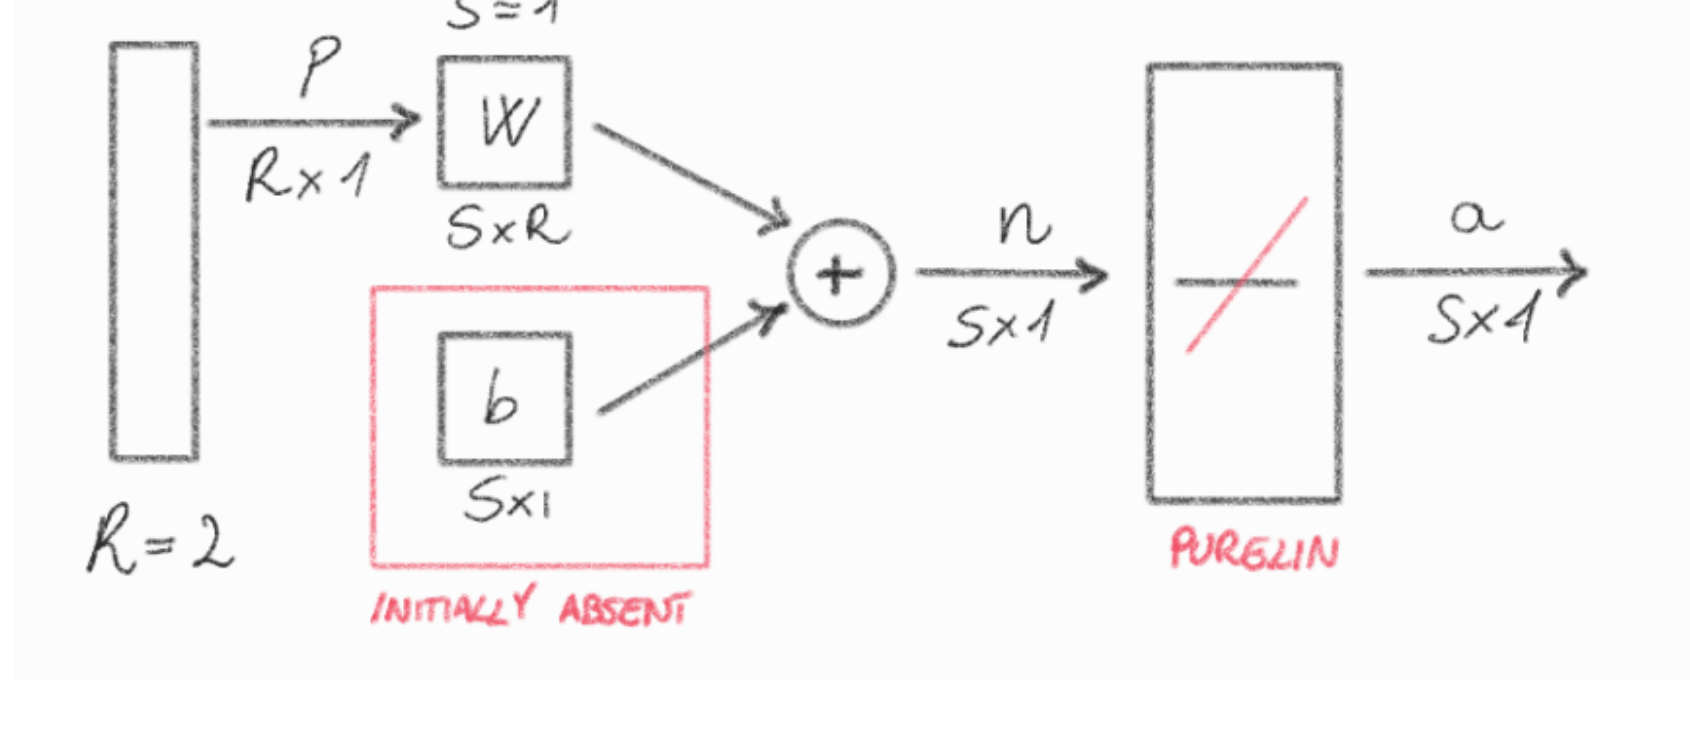 S = 1
P
R x 1
W
S x R
b
S x 1
R = 2
INITIALLY ABSENT
+
n
S x 1
PURELIN
a
S x 1